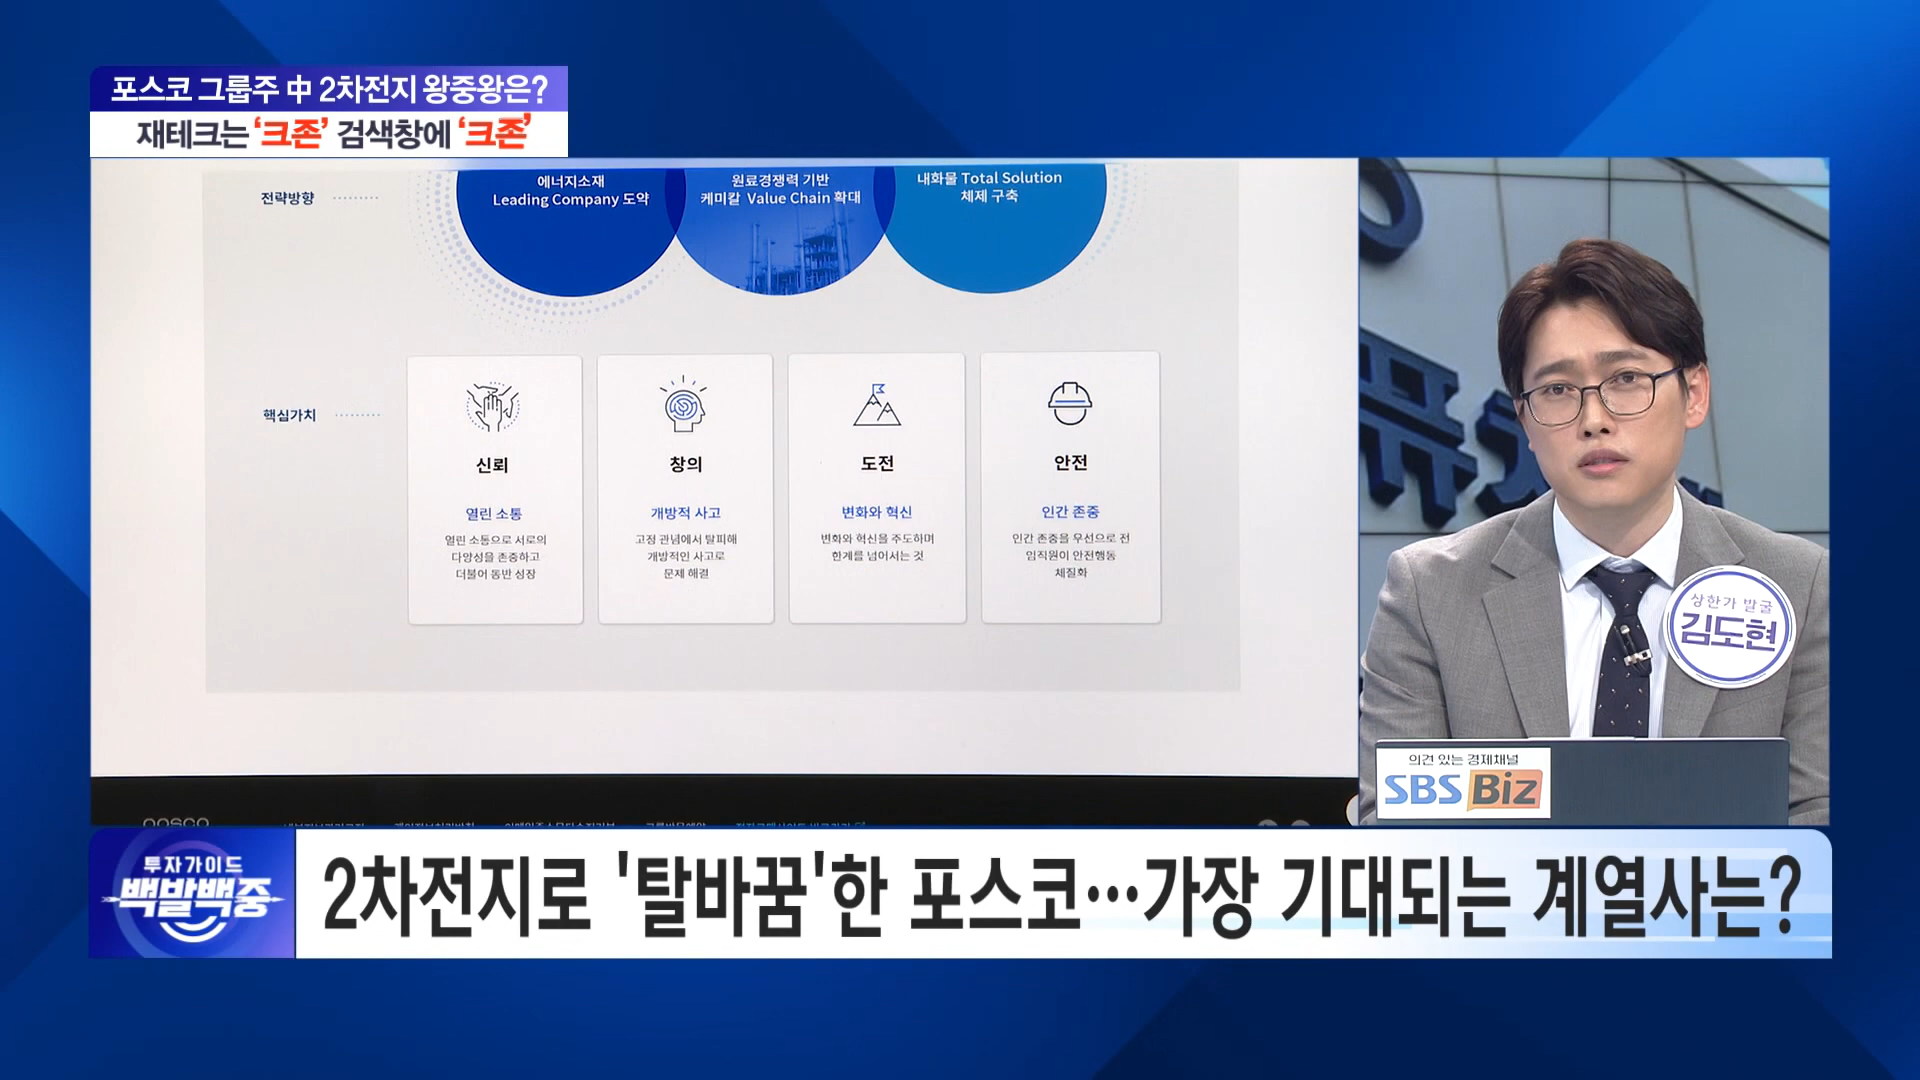 포스코 그룹주 中 2차전지 왕중왕은?
재테크는 '크존' 검색창에 '크존'
전략방향
에너지소재
Leading Company 도약
원료경쟁력 기반
케미칼 Value Chain 확대
내화물 Total Solution
체제 구축
핵심가치
신뢰
열린 소통
열린 소통으로 서로의
다양성을 존중하고
더불어 동반 성장
창의
개방적 사고
고정 관념에서 탈피해
개방적인 사고로
문제 해결
도전
변화와 혁신
변화와 혁신을 주도하며
한계를 넘어서는 것
안전
인간 존중
인간 존중을 우선으로 전
임직원이 안전행동
체질화
상한가 발굴
김도현
의견 있는 경제채널
SBS Biz
posco
투자가이드
백발백중
2차전지로 '탈바꿈'한 포스코…가장 기대되는 계열사는?